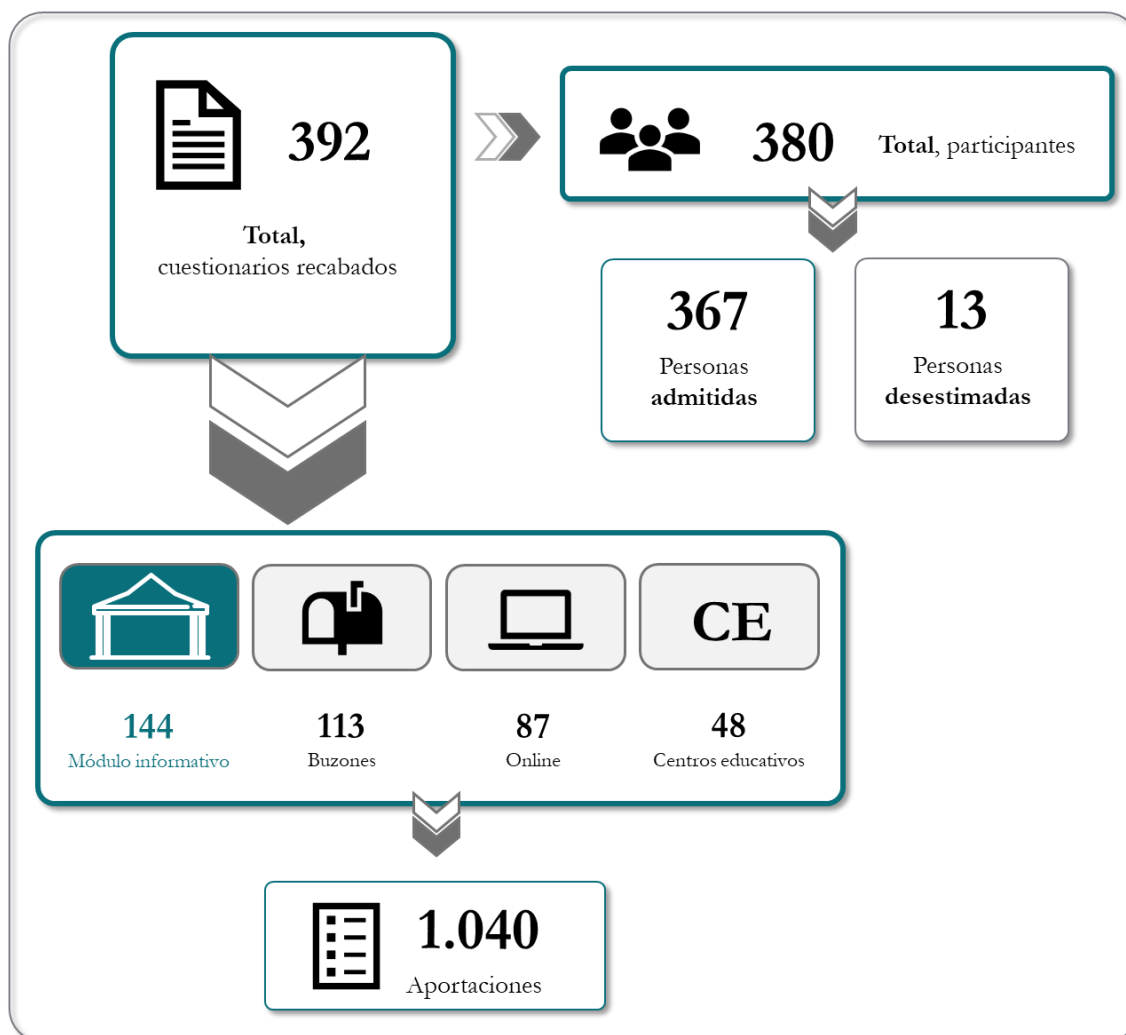 392
Total,
cuestionarios recabados
380
Total, participantes
367
Personas
admitidas
13
Personas
desestimadas
CE
144
Módulo informativo
113
Buzones
87
Online
48
Centros educativos
1.040
Aportaciones